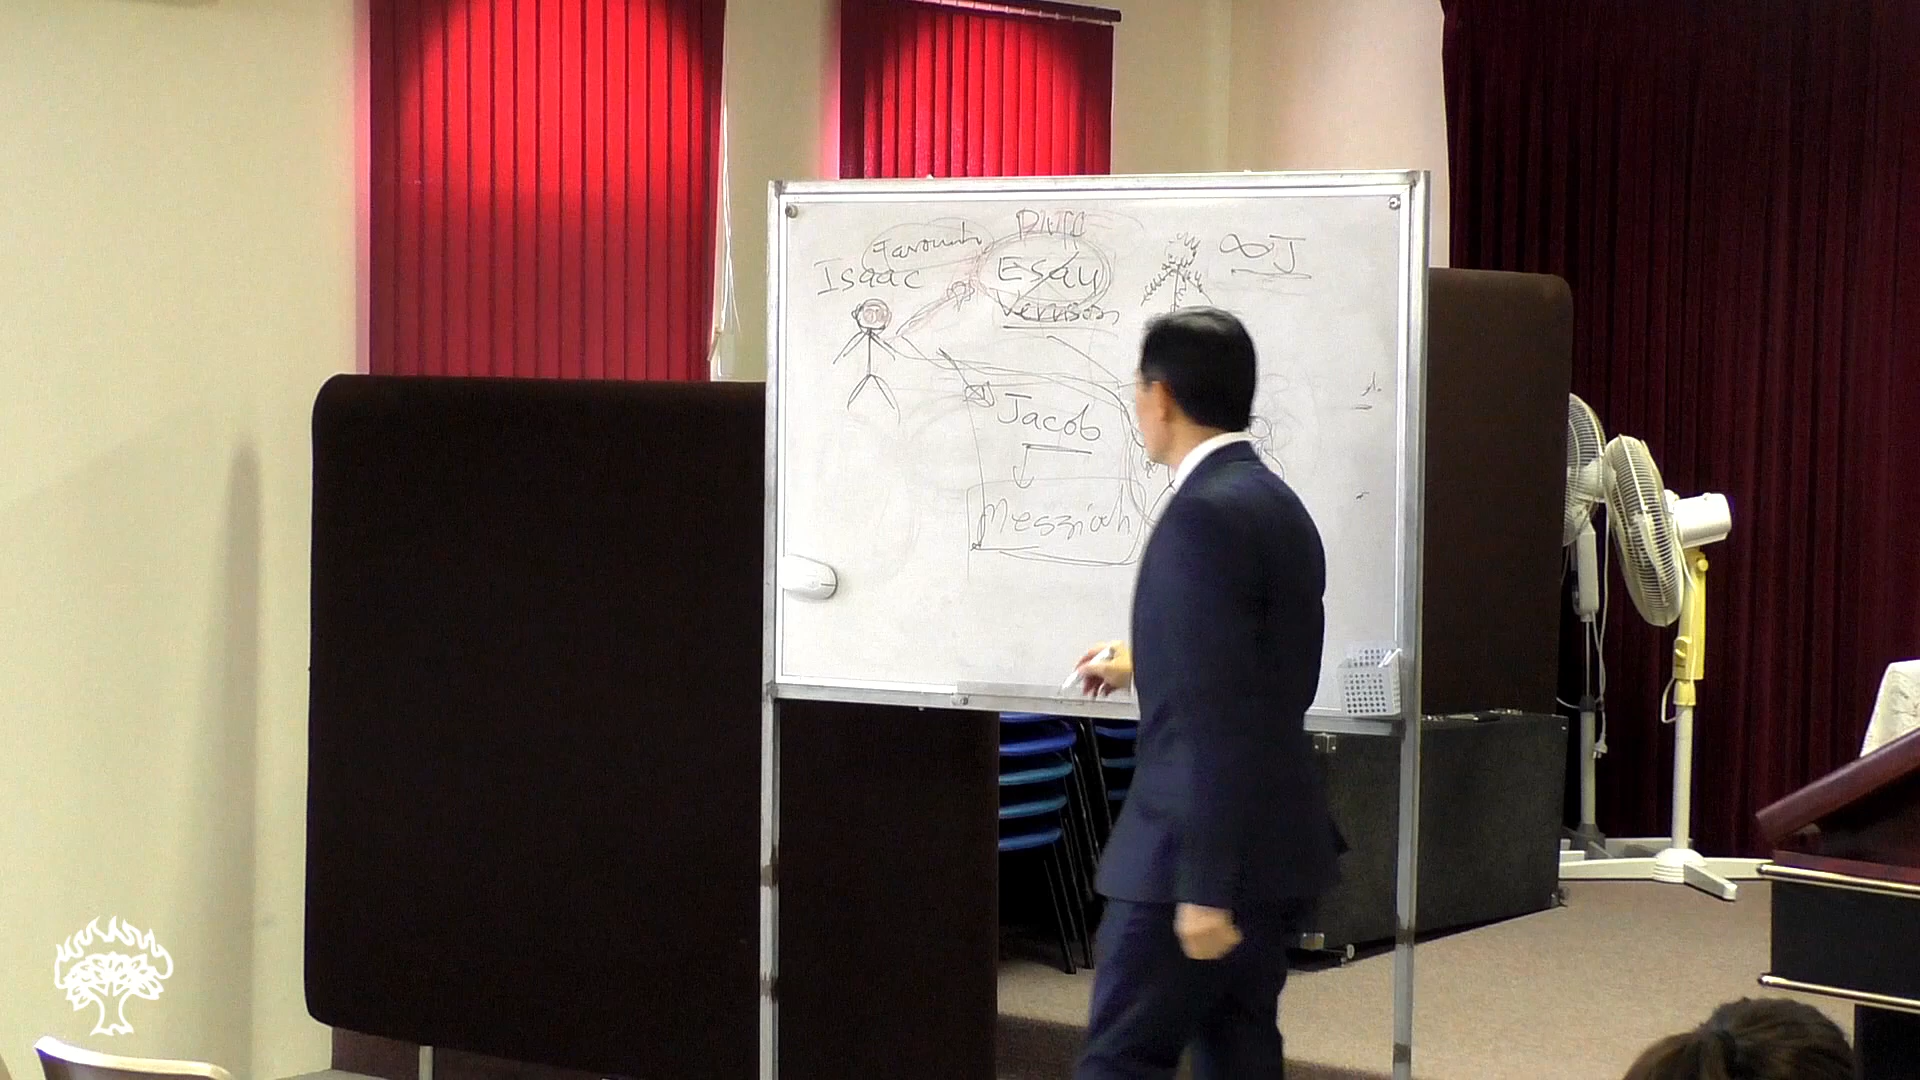 Isaac
Esau
Venison
∞J
Jacob
Messiah